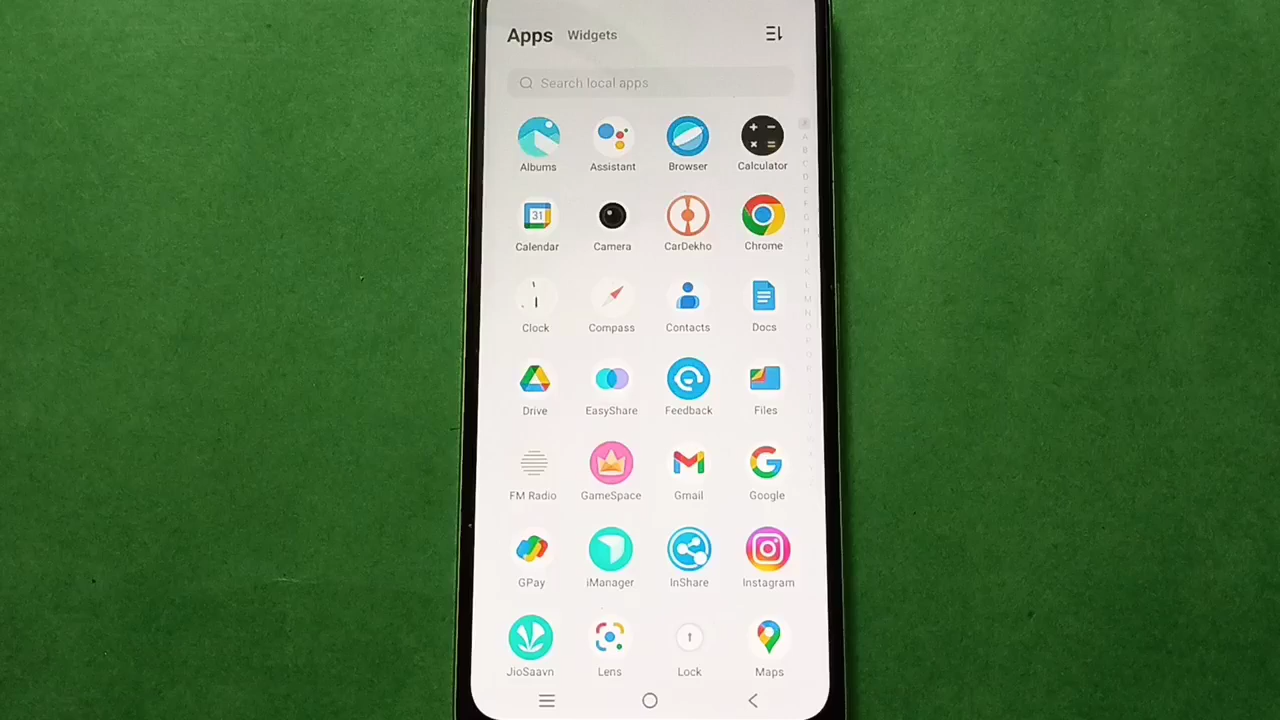 Apps Widgets
Search local apps
Albums Assistant Browser Calculator
31
Calendar Camera CarDekho Chrome
Clock Compass Contacts Docs
Drive EasyShare Feedback Files
FM Radio GameSpace Gmail Google
GPay iManager InShare Instagram
JioSaavn Lens Lock Maps